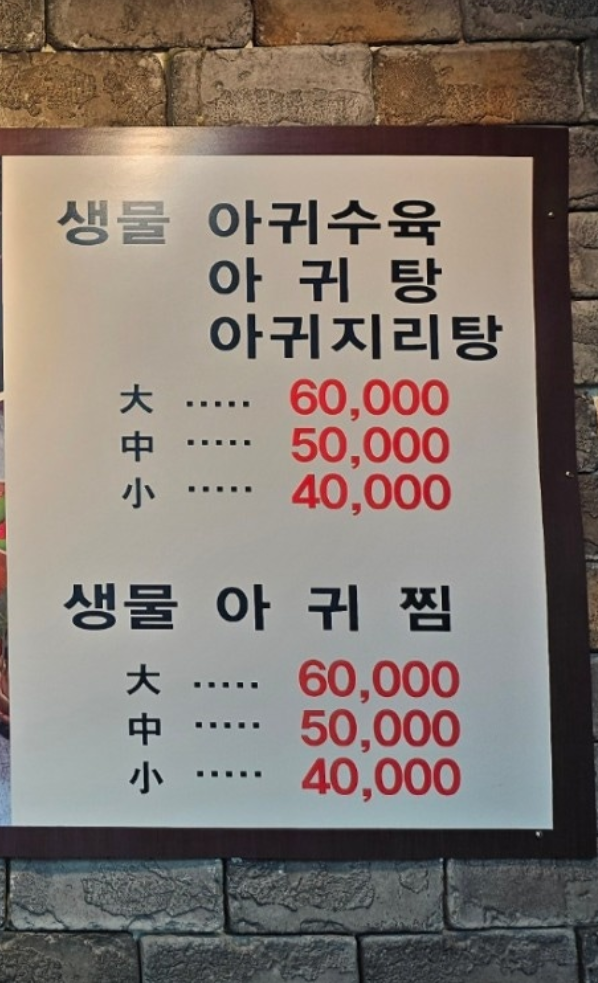 생물 아귀수육
아 귀 탕
아귀지리탕
大 ····· 60,000
中 ····· 50,000
小 ····· 40,000
생물 아 귀 찜
大 ····· 60,000
中 ····· 50,000
小 ····· 40,000